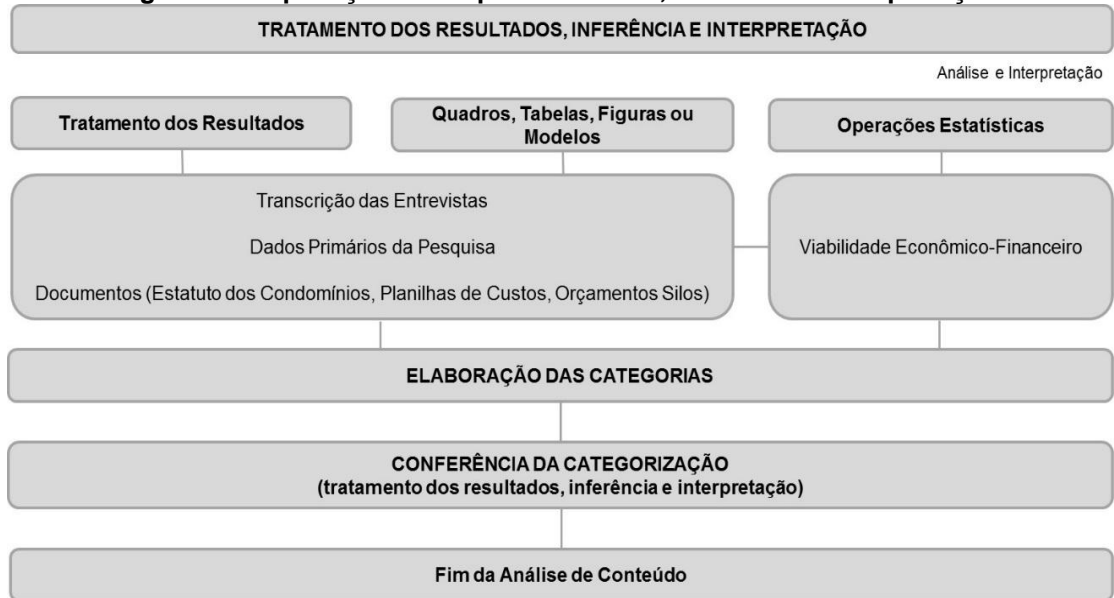 TRATAMENTO DOS RESULTADOS, INFERÊNCIA E INTERPRETAÇÃO
Análise e Interpretação
Tratamento dos Resultados
Quadros, Tabelas, Figuras ou
Modelos
Operações Estatísticas
Transcrição das Entrevistas
Dados Primários da Pesquisa
Documentos (Estatuto dos Condomínios, Planilhas de Custos, Orçamentos Silos)
Viabilidade Econômico-Financeiro
ELABORAÇÃO DAS CATEGORIAS
CONFERÊNCIA DA CATEGORIZAÇÃO
(tratamento dos resultados, inferência e interpretação)
Fim da Análise de Conteúdo